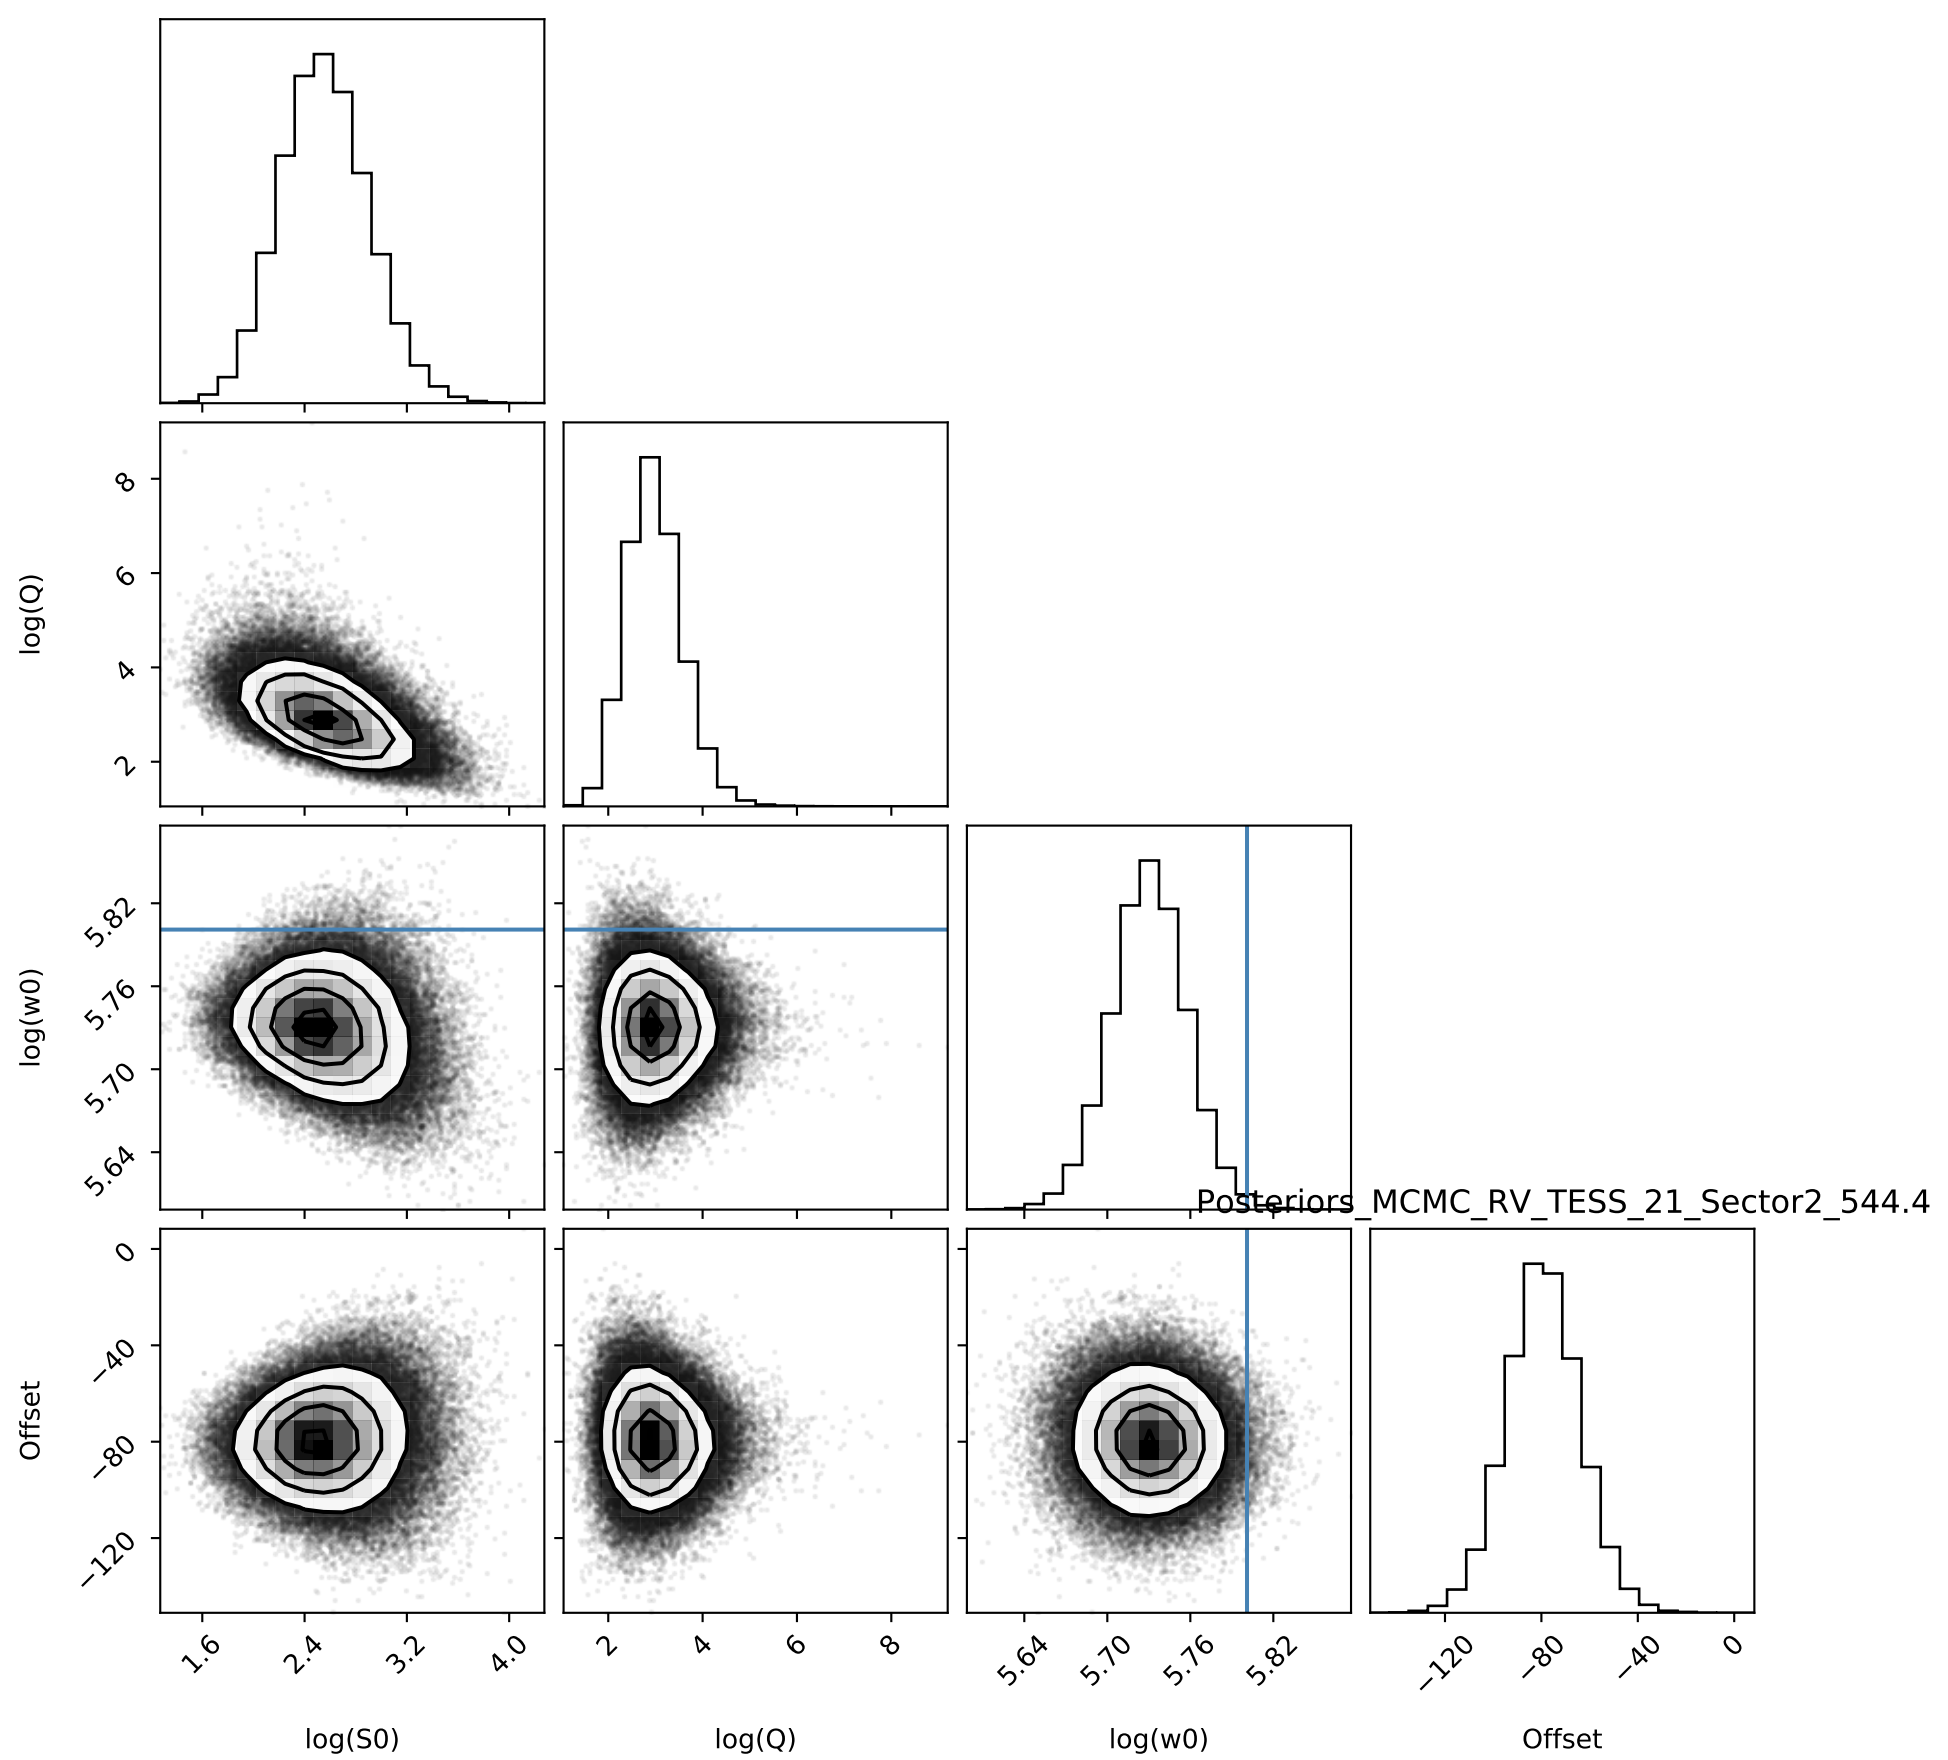 log(Q)
8
6
4
2
log(w0)
5.82
5.76
5.70
5.64
Posteriors_MCMC_RV_TESS_21_Sector2_544.4
Offset
0
−40
−80
−120
1.6 2.4 3.2 4.0 2 4 6 8 5.64 5.70 5.76 5.82 −120 −80 −40 0
log(S0) log(Q) log(w0) Offset